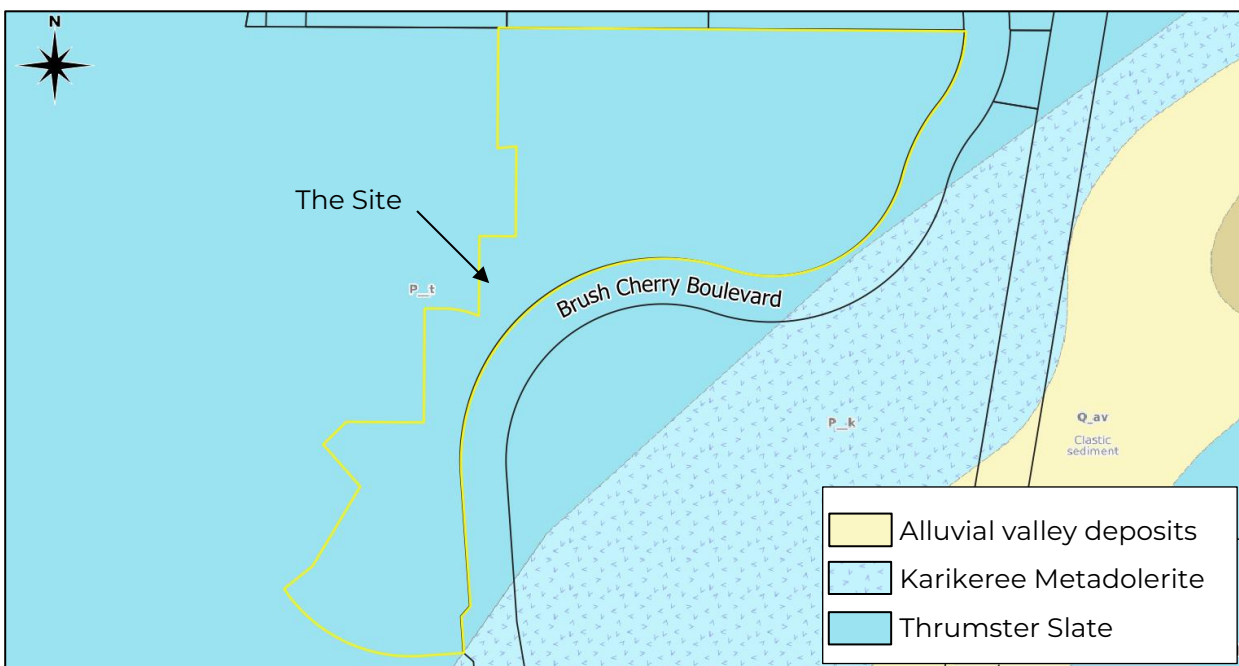 N
The Site
P__t
Brush Cherry Boulevard
P__k
Q_av
Clastic
sediment
Alluvial valley deposits
Karikeree Metadolerite
Thrumster Slate